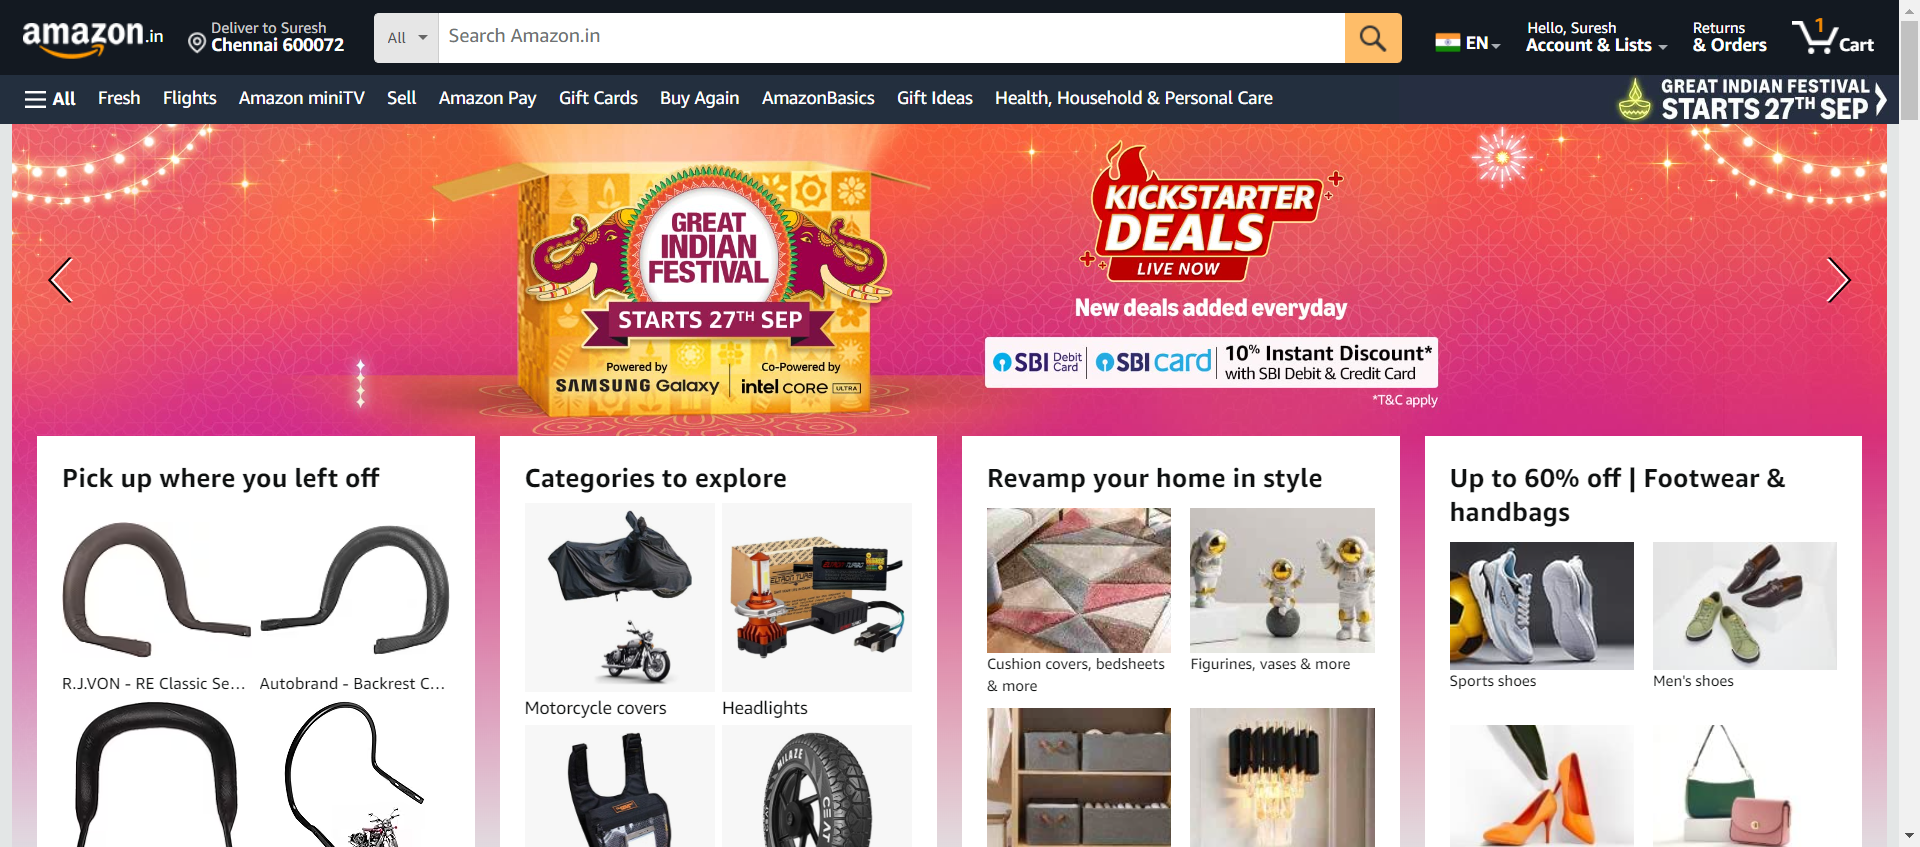 amazon.in
Deliver to Suresh
Chennai 600072
All
Search Amazon.in
EN
Hello, Suresh
Account & Lists
Returns
& Orders
1
Cart
All
Fresh
Flights
Amazon miniTV
Sell
Amazon Pay
Gift Cards
Buy Again
AmazonBasics
Gift Ideas
Health, Household & Personal Care
GREAT INDIAN FESTIVAL
STARTS 27TH SEP
GREAT
INDIAN
FESTIVAL
STARTS 27TH SEP
Powered by
SAMSUNG Galaxy
Co-Powered by
intel CORE ULTRA
KICKSTARTER
DEALS
LIVE NOW
New deals added everyday
SBI Debit Card
SBI card
10% Instant Discount*
with SBI Debit & Credit Card
*T&C apply
Pick up where you left off
R.J.VON - RE Classic Se...
Autobrand - Backrest C...
Categories to explore
Motorcycle covers
Headlights
MILAZE
CEAT
Revamp your home in style
Cushion covers, bedsheets
& more
Figurines, vases & more
Up to 60% off | Footwear &
handbags
Sports shoes
Men's shoes